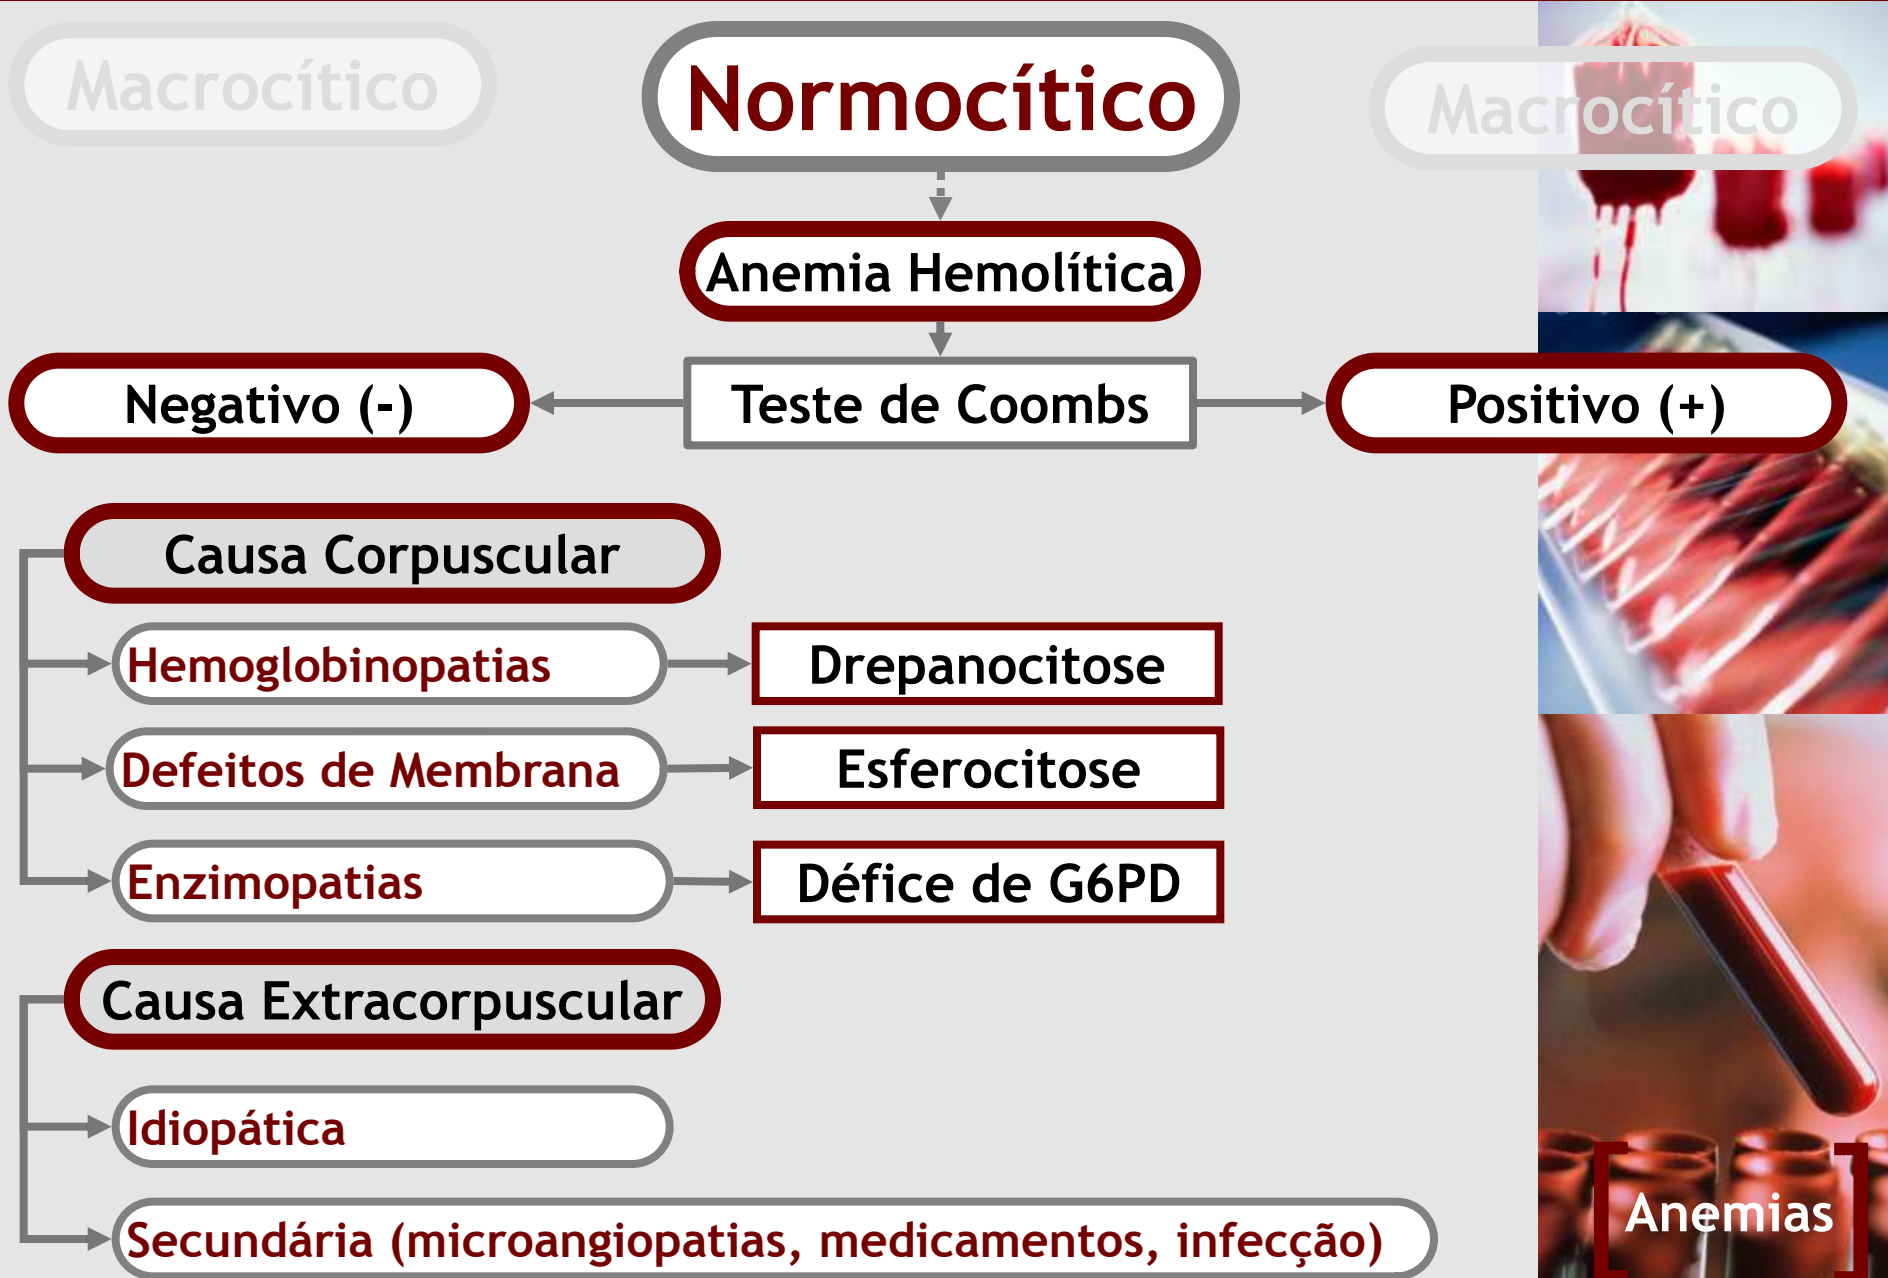 Macrocítico
Normocítico
Macrocítico
Anemia Hemolítica
Negativo (-)
Teste de Coombs
Positivo (+)
Causa Corpuscular
Hemoglobinopatias
Drepanocitose
Defeitos de Membrana
Esferocitose
Enzimopatias
Défice de G6PD
Causa Extracorpuscular
Idiopática
Secundária (microangiopatias, medicamentos, infecção)
[Anemias]